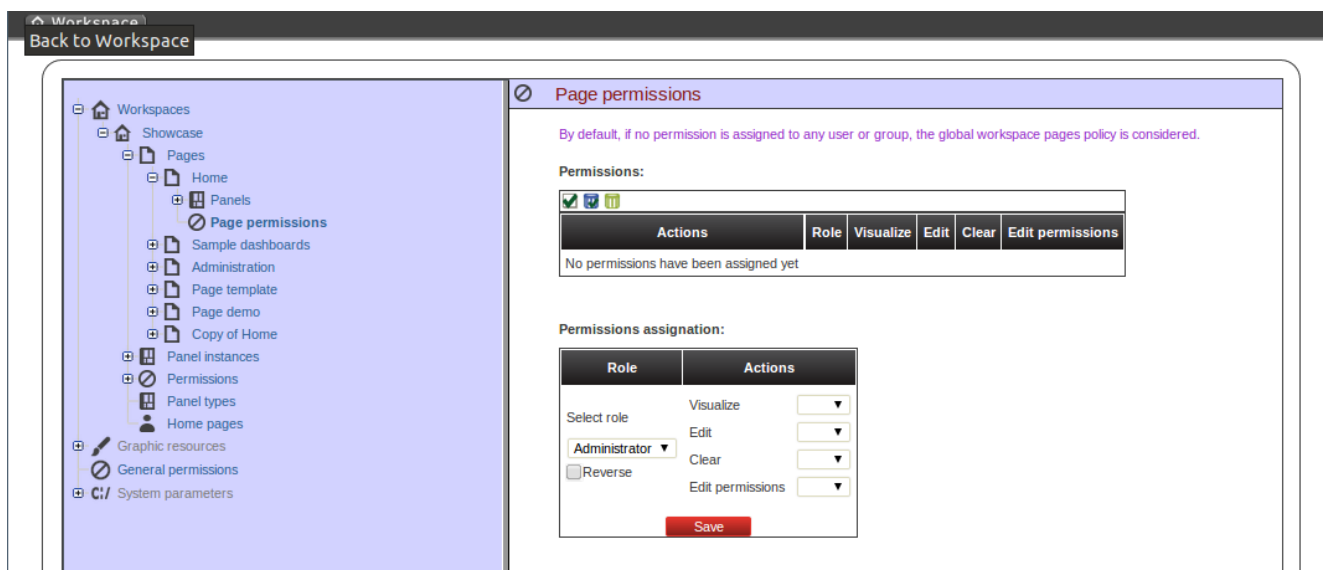 Workspace
Back to Workspace
Workspaces
Showcase
Pages
Home
Panels
Page permissions
Sample dashboards
Administration
Page template
Page demo
Copy of Home
Panel instances
Permissions
Panel types
Home pages
Graphic resources
General permissions
C:/ System parameters
Page permissions
By default, if no permission is assigned to any user or group, the global workspace pages policy is considered.
Permissions:
Actions Role Visualize Edit Clear Edit permissions
No permissions have been assigned yet
Permissions assignation:
Role Actions
Select role
Administrator
Reverse
Visualize
Edit
Clear
Edit permissions
Save